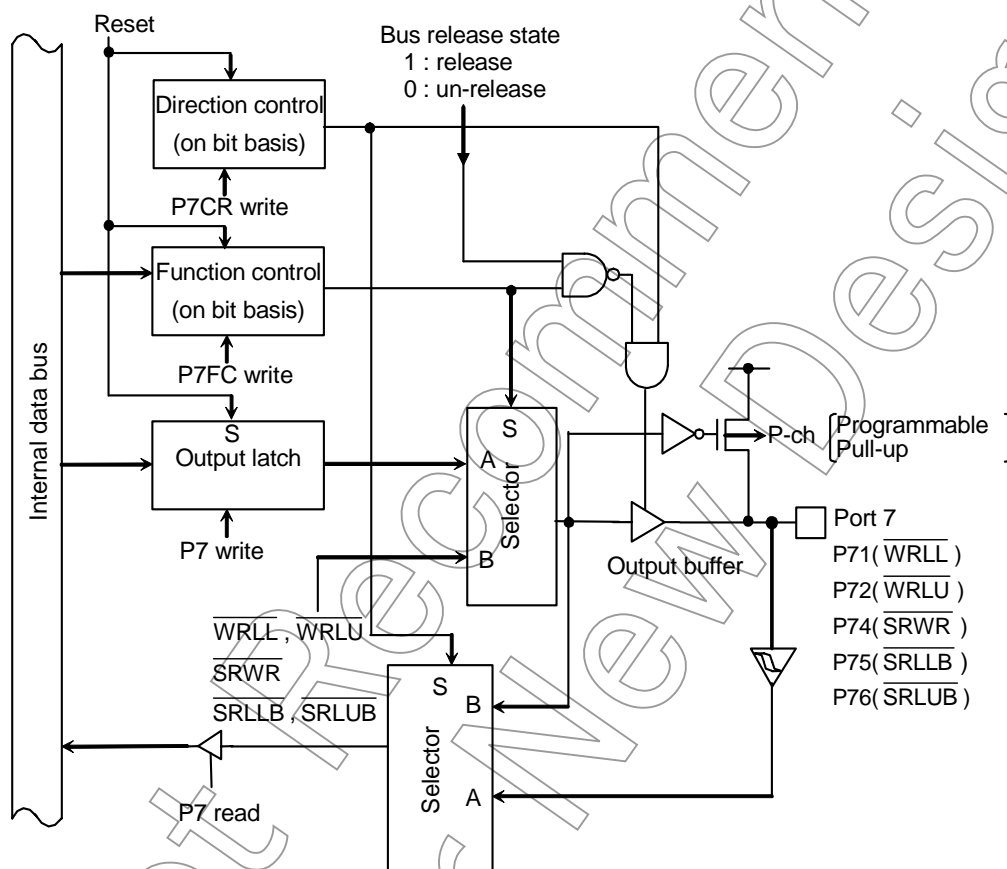 Reset
Bus release state
1 : release
0 : un-release
Direction control
(on bit basis)
P7CR write
Function control
(on bit basis)
P7FC write
Internal data bus
S
Output latch
P7 write
S
A
B
Selector
P-ch
Programmable
Pull-up
Output buffer
Port 7
P71( WRLL )
P72( WRLU )
P74( SRWR )
P75( SRLLB )
P76( SRLUB )
WRLL , WRLU
SRWR
SRLLB , SRLUB
S
B
A
Selector
P7 read
t Recommen
New Desig